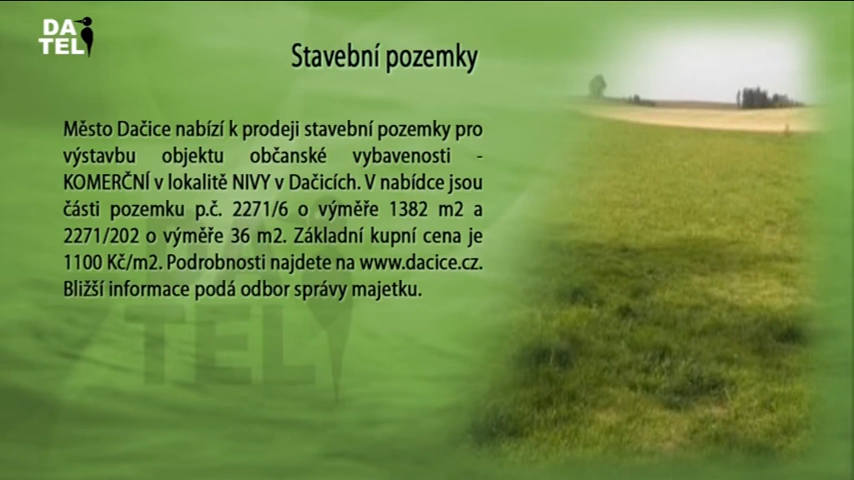 DA
TEL
Stavební pozemky
Město Dačice nabízí k prodeji stavební pozemky pro
výstavbu objektu občanské vybavenosti -
KOMERČNÍ v lokalitě NIVY v Dačicích. V nabídce jsou
části pozemku p.č. 2271/6 o výměře 1382 m2 a
2271/202 o výměře 36 m2. Základní kupní cena je
1100 Kč/m2. Podrobnosti najdete na www.dacice.cz.
Bližší informace podá odbor správy majetku.
TEL